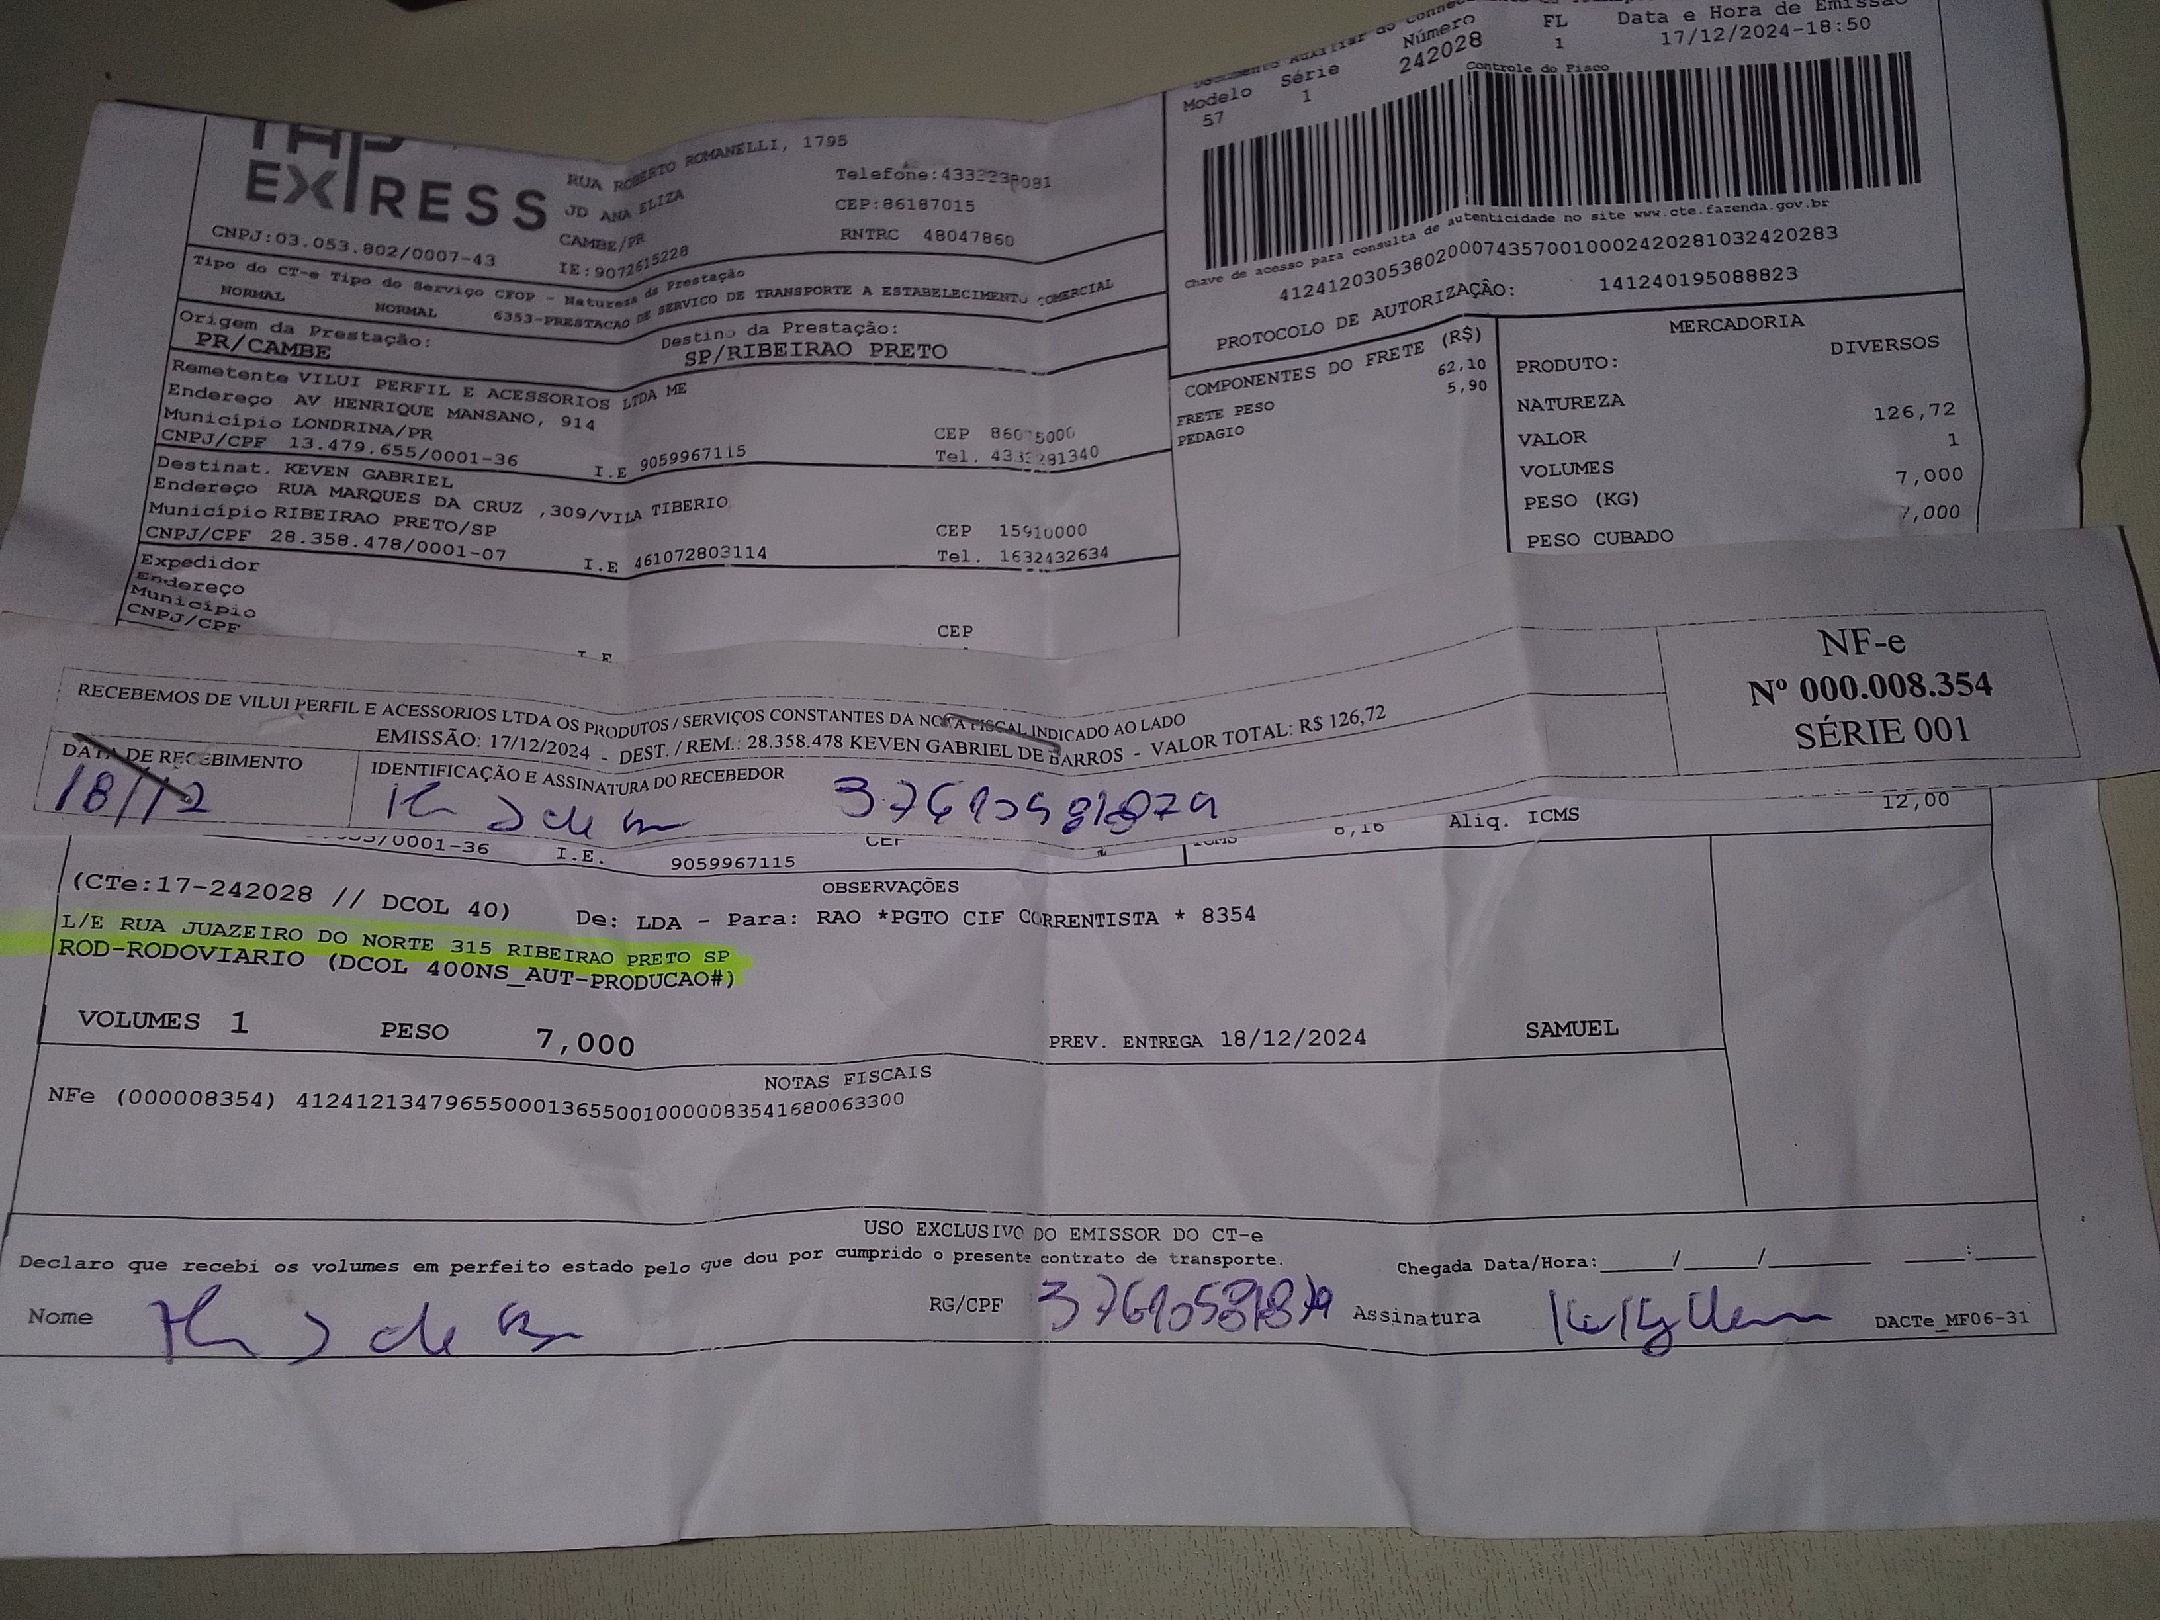 EXPRESS
RUA ROBERTO ROMANELLI, 1795
JD ANA ELIZA
CAMBE/PR
CNPJ:03.053.802/0007-43
IE:9072615228
CEP:86187015
RNTRC 48047860
Tipo do CT-e Tipo do Serviço CFOP - Natureza da Prestação
NORMAL NORMAL 6353-PRESTACAO DE SERVICO DE TRANSPORTE A ESTABELECIMENTO COMERCIAL
Origem da Prestação: Destino da Prestação:
PR/CAMBE SP/RIBEIRAO PRETO
Remetente VILUI PERFIL E ACESSORIOS LTDA ME
Endereço AV HENRIQUE MANSANO, 914
Município LONDRINA/PR CEP
CNPJ/CPF 13.479.655/0001-36 I.E 9059967115 Tel.
Destinat. KEVEN GABRIEL
Endereço RUA MARQUES DA CRUZ ,309/VILA TIBERIO
Município RIBEIRAO PRETO/SP CEP 15910000
CNPJ/CPF 28.358.478/0001-07 I.E 461072803114 Tel. 1632432634
Expedidor
Endereço
Município
CNPJ/CPF CEP
Modelo Série Número FL Data e Hora de Emissão
57 1 242028 1 17/12/2024-18:50
Controle do Fisco
Chave de acesso para consulta de autenticidade no site www.cte.fazenda.gov.br
41241203053802000743570010002420281032420283
PROTOCOLO DE AUTORIZAÇÃO: 141240195088823
COMPONENTES DO FRETE (R$)
FRETE PESO 62,10
PEDAGIO 5,90
MERCADORIA
PRODUTO: DIVERSOS
NATUREZA
VALOR 126,72
VOLUMES 1
PESO (KG) 7,000
PESO CUBADO 7,000
RECEBEMOS DE VILUI PERFIL E ACESSORIOS LTDA OS PRODUTOS / SERVIÇOS CONSTANTES DA NOTA FISCAL INDICADO AO LADO
EMISSÃO: 17/12/2024 - DEST. / REM.: 28.358.478 KEVEN GABRIEL DE BARROS - VALOR TOTAL: R$ 126,72
DATA DE RECEBIMENTO IDENTIFICAÇÃO E ASSINATURA DO RECEBEDOR
18/12
NF-e
Nº 000.008.354
SÉRIE 001
/0001-36 I.E. 9059967115 Aliq. ICMS 12,00
OBSERVAÇÕES
(CTe:17-242028 // DCOL 40) De: LDA - Para: RAO *PGTO CIF CORRENTISTA * 8354
L/E RUA JUAZEIRO DO NORTE 315 RIBEIRAO PRETO SP
ROD-RODOVIARIO (DCOL 400NS_AUT-PRODUCAO#)
VOLUMES 1 PESO 7,000 PREV. ENTREGA 18/12/2024 SAMUEL
NOTAS FISCAIS
NFe (000008354) 41241213479655000136550010000083541680063300
USO EXCLUSIVO DO EMISSOR DO CT-e
Declaro que recebi os volumes em perfeito estado pelo que dou por cumprido o presente contrato de transporte. Chegada Data/Hora:____/____/______ ____:____
Nome RG/CPF Assinatura DACTe_MF06-31